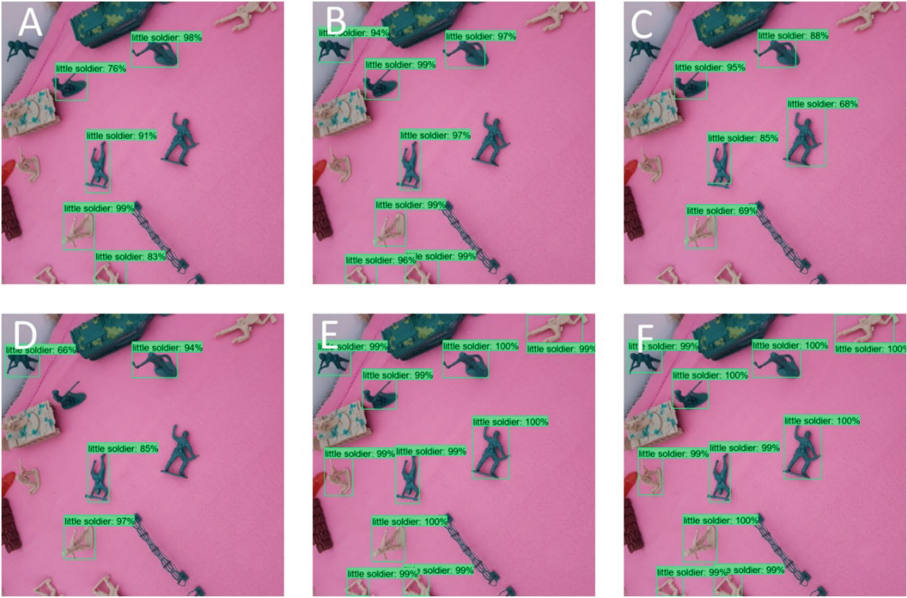 A
little soldier: 98%
little soldier: 76%
little soldier: 91%
little soldier: 99%
little soldier: 83%
B
little soldier: 94%
little soldier: 97%
little soldier: 99%
little soldier: 97%
little soldier: 99%
little soldier: 96%
soldier: 99%
C
little soldier: 88%
little soldier: 95%
little soldier: 68%
little soldier: 85%
little soldier: 69%
D
little soldier: 66%
little soldier: 94%
little soldier: 85%
little soldier: 97%
E
little soldier: 99%
little soldier: 100%
little soldier: 99%
little soldier: 99%
little soldier: 100%
little soldier: 99%
little soldier: 99%
little soldier: 100%
little soldier: 99%
soldier: 99%
F
little soldier: 99%
little soldier: 100%
little soldier: 100%
little soldier: 100%
little soldier: 100%
little soldier: 99%
little soldier: 99%
little soldier: 100%
little soldier: 99%
soldier: 99%